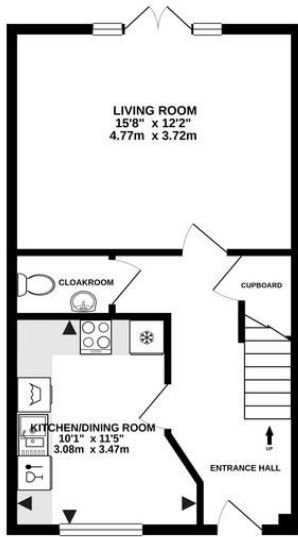 LIVING ROOM
15'8" x 12'2"
4.77m x 3.72m
CLOAKROOM
CUPBOARD
KITCHEN/DINING ROOM
10'1" x 11'5"
3.08m x 3.47m
UP
ENTRANCE HALL